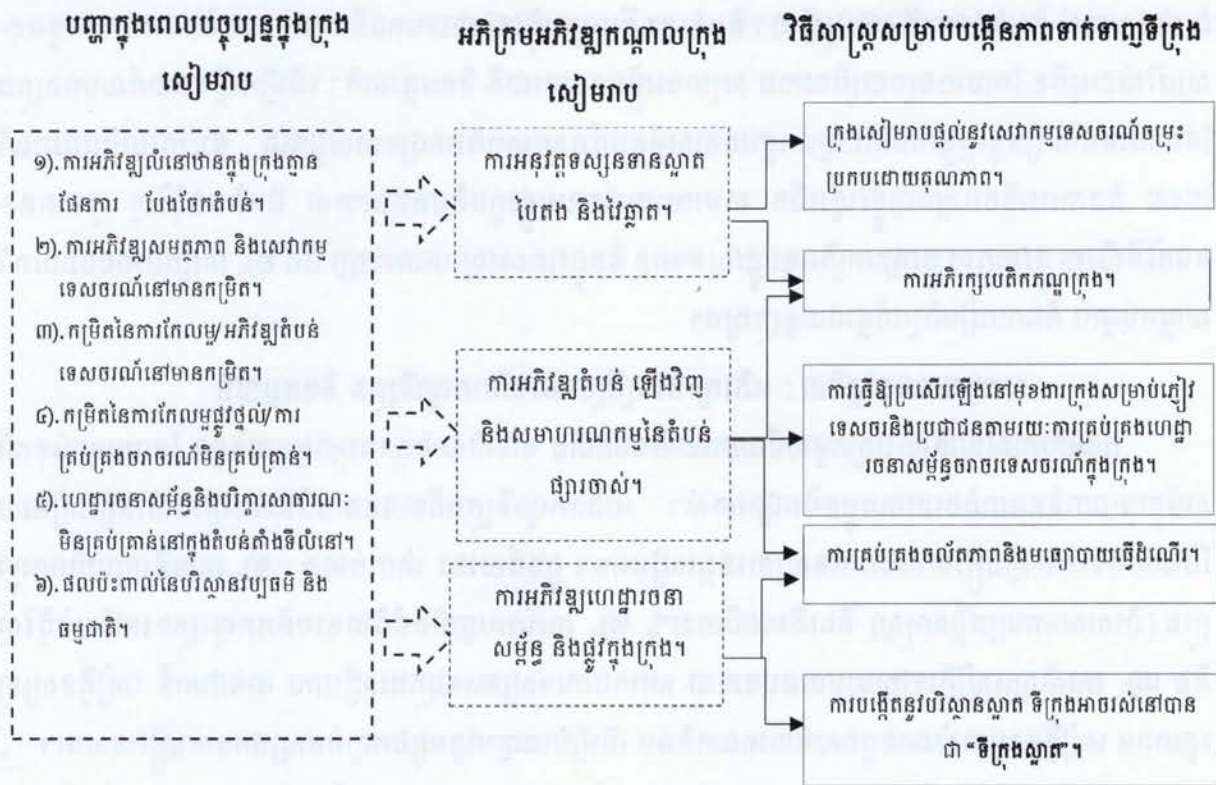 បញ្ហាក្នុងពេលបច្ចុប្បន្នក្នុងក្រុង
សៀមរាប
១). ការអភិវឌ្ឍលំនៅឋានក្នុងក្រុងគ្មាន
ផែនការ បែងចែកតំបន់។
២). ការអភិវឌ្ឍសមត្ថភាព និងសេវាកម្ម
ទេសចរណ៍នៅមានកម្រិត។
៣). កម្រិតនៃការកែលម្អ/អភិវឌ្ឍតំបន់
ទេសចរណ៍នៅមានកម្រិត។
៤). កម្រិតនៃការកែលម្អផ្លូវថ្នល់/ការ
គ្រប់គ្រងចរាចរណ៍មិនគ្រប់គ្រាន់។
៥). ហេដ្ឋារចនាសម្ព័ន្ធនិងបរិក្ខារសាធារណៈ
មិនគ្រប់គ្រាន់នៅក្នុងតំបន់តាំងទីលំនៅ។
៦). ផលប៉ះពាល់នៃបរិស្ថានវប្បធម៌ និង
ធម្មជាតិ។
អភិក្រមអភិវឌ្ឍកណ្តាលក្រុង
សៀមរាប
ការអនុវត្តទស្សនទានស្អាត
បៃតង និងវៃឆ្លាត។
ការអភិវឌ្ឍតំបន់ ឡើងវិញ
និងសមាហរណកម្មនៃតំបន់
ផ្សារចាស់។
ការអភិវឌ្ឍហេដ្ឋារចនា
សម្ព័ន្ធ និងផ្លូវក្នុងក្រុង។
វិធីសាស្ត្រសម្រាប់បង្កើនភាពទាក់ទាញទីក្រុង
ក្រុងសៀមរាបផ្តល់នូវសេវាកម្មទេសចរណ៍ចម្រុះ
ប្រកបដោយគុណភាព។
ការអភិរក្សបេតិកភណ្ឌក្រុង។
ការធ្វើឱ្យប្រសើរឡើងនៅមុខងារក្រុងសម្រាប់ភ្ញៀវ
ទេសចរនិងប្រជាជនតាមរយៈការគ្រប់គ្រងហេដ្ឋា
រចនាសម្ព័ន្ធចរាចរទេសចរណ៍ក្នុងក្រុង។
ការគ្រប់គ្រងចល័តភាពនិងមធ្យោបាយធ្វើដំណើរ។
ការបង្កើតនូវបរិស្ថានស្អាត ទីក្រុងអាចរស់នៅបាន
ជា “ទីក្រុងស្អាត”។